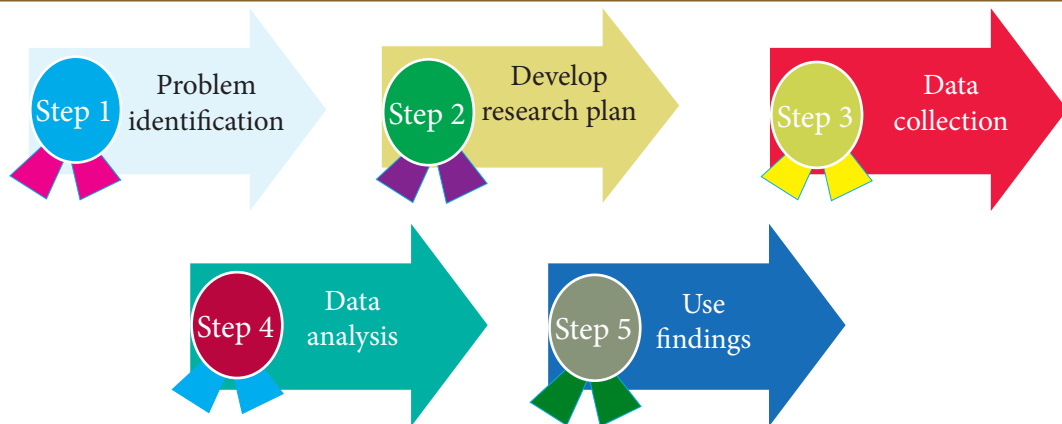 Step 1
Problem
identification
Step 2
Develop
research plan
Step 3
Data
collection
Step 4
Data
analysis
Step 5
Use
findings